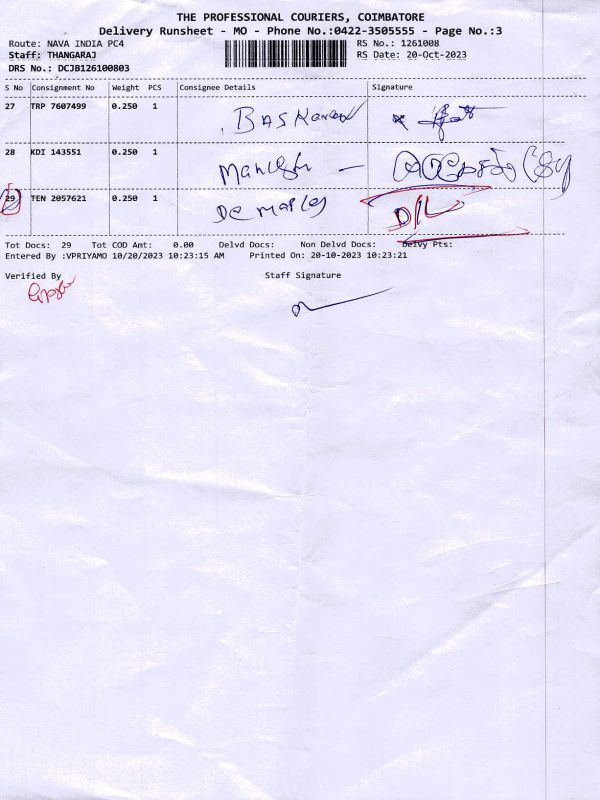 THE PROFESSIONAL COURIERS, COIMBATORE
Delivery Runsheet - MO - Phone No.:0422-3505555 - Page No.:3
Route: NAVA INDIA PC4 RS No.: 1261008
Staff: THANGARAJ RS Date: 20-Oct-2023
DRS No.: DCJB126100803
S No Consignment No Weight PCS Consignee Details Signature
27 TRP 7607499 0.250 1 Baskaran
28 KDI 143551 0.250 1
29 TEN 2057621 0.250 1 D/L
Tot Docs: 29 Tot COD Amt: 0.00 Delvd Docs: Non Delvd Docs: Delvy Pts:
Entered By :VPRIYAMO 10/20/2023 10:23:15 AM Printed On: 20-10-2023 10:23:21
Verified By Staff Signature